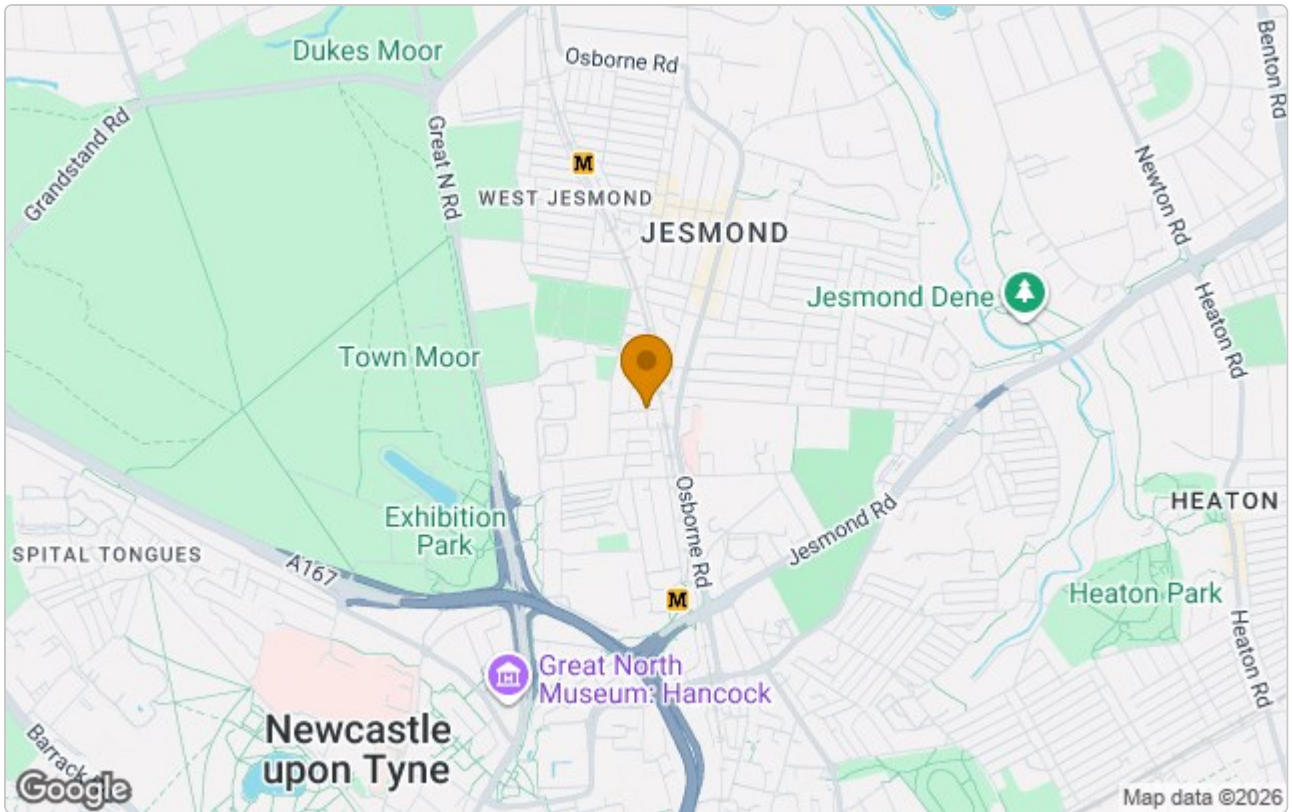 Dukes Moor
Osborne Rd
Benton Rd
Grandstand Rd
Great N Rd
M
Newton Rd
WEST JESMOND
JESMOND
Jesmond Dene
Heaton Rd
Town Moor
Exhibition
Park
Osborne Rd
Jesmond Rd
HEATON
SPITAL TONGUES
A167
M
Heaton Park
Heaton Rd
Great North
Museum: Hancock
Newcastle
upon Tyne
Barrack
Google
Map data ©2026